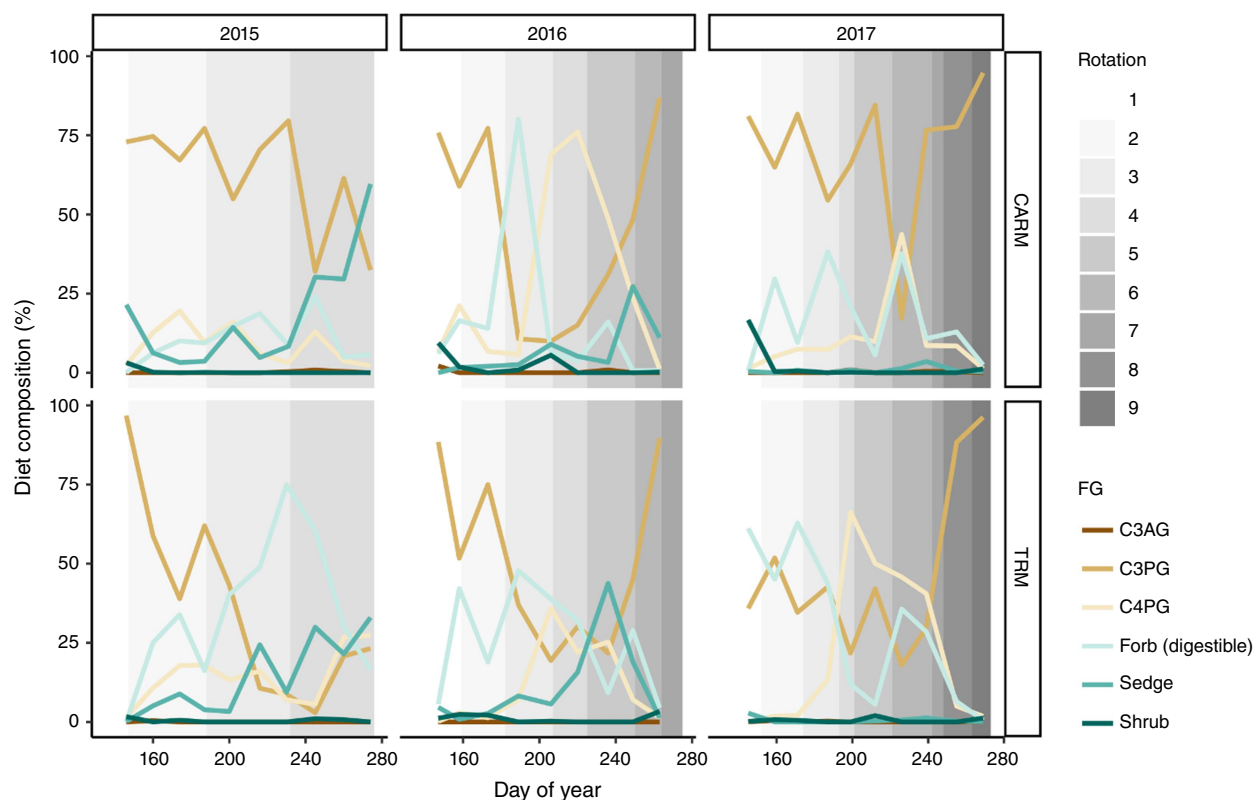 2015
2016
2017
100
75
50
25
0
CARM
100
75
50
25
0
TRM
160
200
240
280
160
200
240
280
160
200
240
280
Diet composition (%)
Day of year
Rotation
1
2
3
4
5
6
7
8
9
FG
C3AG
C3PG
C4PG
Forb (digestible)
Sedge
Shrub